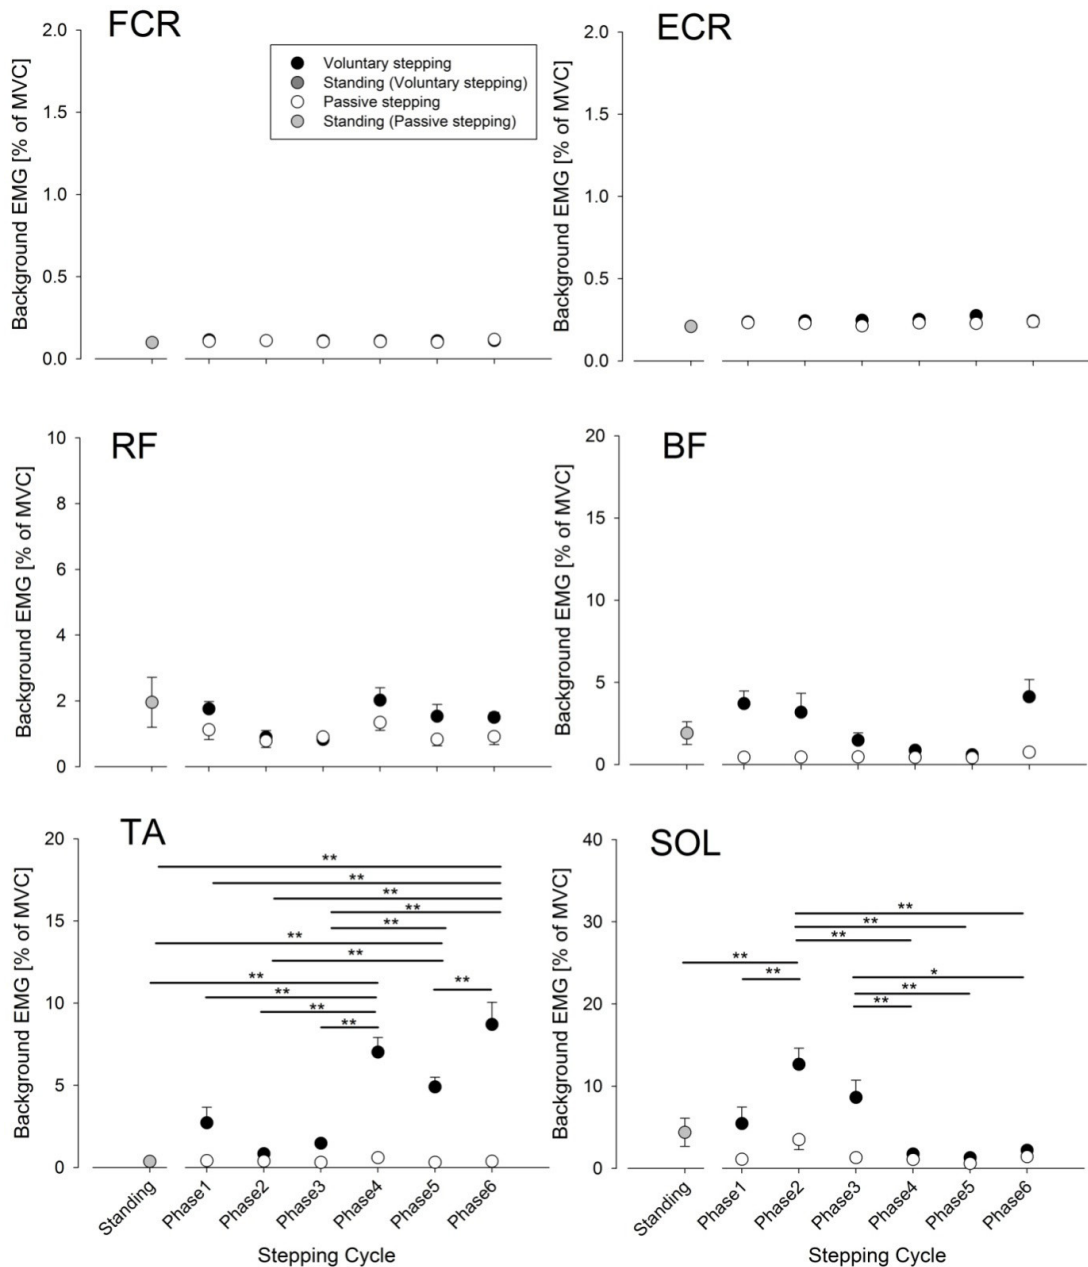 FCR
2.0
1.5
1.0
0.5
0.0
Background EMG [% of MVC]
Voluntary stepping
Standing (Voluntary stepping)
Passive stepping
Standing (Passive stepping)
ECR
2.0
1.5
1.0
0.5
0.0
Background EMG [% of MVC]
RF
10
8
6
4
2
0
Background EMG [% of MVC]
BF
20
15
10
5
0
Background EMG [% of MVC]
TA
20
15
10
5
0
Background EMG [% of MVC]
**
**
**
**
**
**
**
**
**
**
**
**
Standing
Phase1
Phase2
Phase3
Phase4
Phase5
Phase6
Stepping Cycle
SOL
40
30
20
10
0
Background EMG [% of MVC]
**
**
**
**
**
*
**
**
Standing
Phase1
Phase2
Phase3
Phase4
Phase5
Phase6
Stepping Cycle